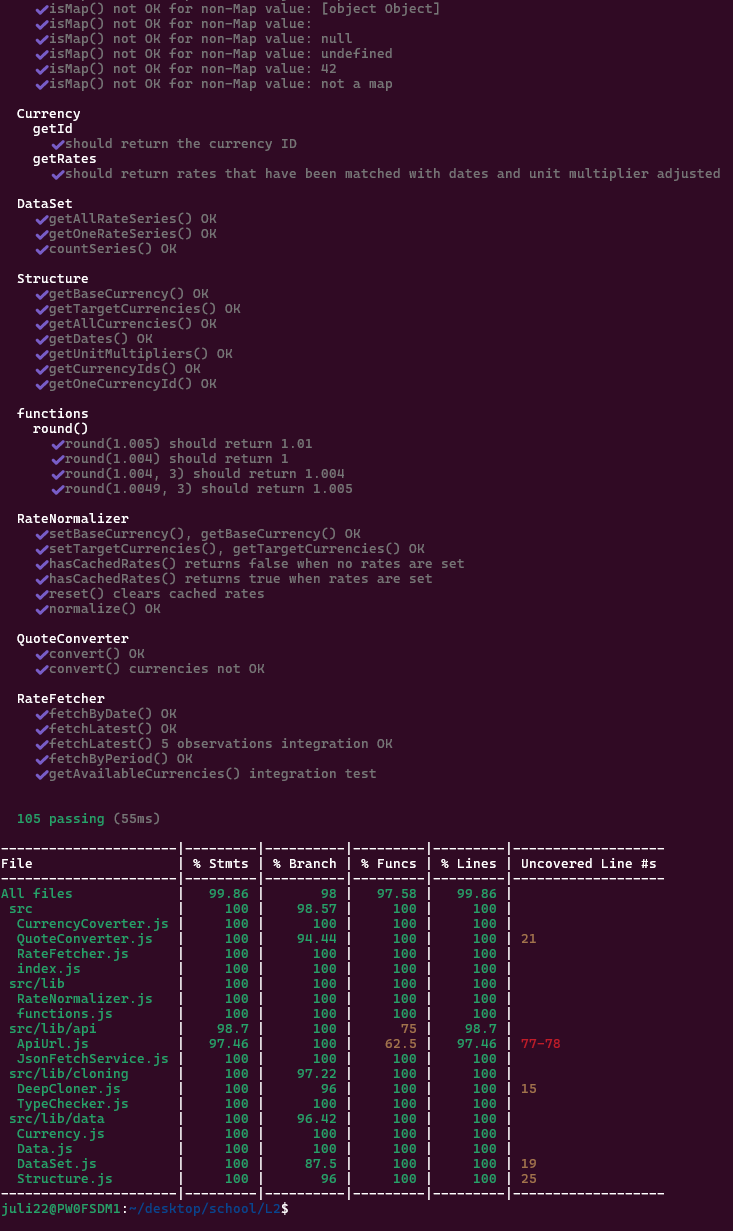 ✓isMap() not OK for non-Map value: [object Object]
✓isMap() not OK for non-Map value:
✓isMap() not OK for non-Map value: null
✓isMap() not OK for non-Map value: undefined
✓isMap() not OK for non-Map value: 42
✓isMap() not OK for non-Map value: not a map
Currency
getId
✓should return the currency ID
getRates
✓should return rates that have been matched with dates and unit multiplier adjusted
DataSet
✓getAllRateSeries() OK
✓getOneRateSeries() OK
✓countSeries() OK
Structure
✓getBaseCurrency() OK
✓getTargetCurrencies() OK
✓getAllCurrencies() OK
✓getDates() OK
✓getUnitMultipliers() OK
✓getCurrencyIds() OK
✓getOneCurrencyId() OK
functions
round()
✓round(1.005) should return 1.01
✓round(1.004) should return 1
✓round(1.004, 3) should return 1.004
✓round(1.0049, 3) should return 1.005
RateNormalizer
✓setBaseCurrency(), getBaseCurrency() OK
✓setTargetCurrencies(), getTargetCurrencies() OK
✓hasCachedRates() returns false when no rates are set
✓hasCachedRates() returns true when rates are set
✓reset() clears cached rates
✓normalize() OK
QuoteConverter
✓convert() OK
✓convert() currencies not OK
RateFetcher
✓fetchByDate() OK
✓fetchLatest() OK
✓fetchLatest() 5 observations integration OK
✓fetchByPeriod() OK
✓getAvailableCurrencies() integration test
105 passing (55ms)
----------------------|---------|----------|---------|---------|-------------------
File | % Stmts | % Branch | % Funcs | % Lines | Uncovered Line #s
----------------------|---------|----------|---------|---------|-------------------
All files | 99.86 | 98 | 97.58 | 99.86 |
src | 100 | 98.57 | 100 | 100 |
CurrencyCoverter.js | 100 | 100 | 100 | 100 |
QuoteConverter.js | 100 | 94.44 | 100 | 100 | 21
RateFetcher.js | 100 | 100 | 100 | 100 |
index.js | 100 | 100 | 100 | 100 |
src/lib | 100 | 100 | 100 | 100 |
RateNormalizer.js | 100 | 100 | 100 | 100 |
functions.js | 100 | 100 | 100 | 100 |
src/lib/api | 98.7 | 100 | 75 | 98.7 |
ApiUrl.js | 97.46 | 100 | 62.5 | 97.46 | 77-78
JsonFetchService.js | 100 | 100 | 100 | 100 |
src/lib/cloning | 100 | 97.22 | 100 | 100 |
DeepCloner.js | 100 | 96 | 100 | 100 | 15
TypeChecker.js | 100 | 100 | 100 | 100 |
src/lib/data | 100 | 96.42 | 100 | 100 |
Currency.js | 100 | 100 | 100 | 100 |
Data.js | 100 | 100 | 100 | 100 |
DataSet.js | 100 | 87.5 | 100 | 100 | 19
Structure.js | 100 | 96 | 100 | 100 | 25
----------------------|---------|----------|---------|---------|-------------------
juli22@PW0FSDM1:~/desktop/school/L2$